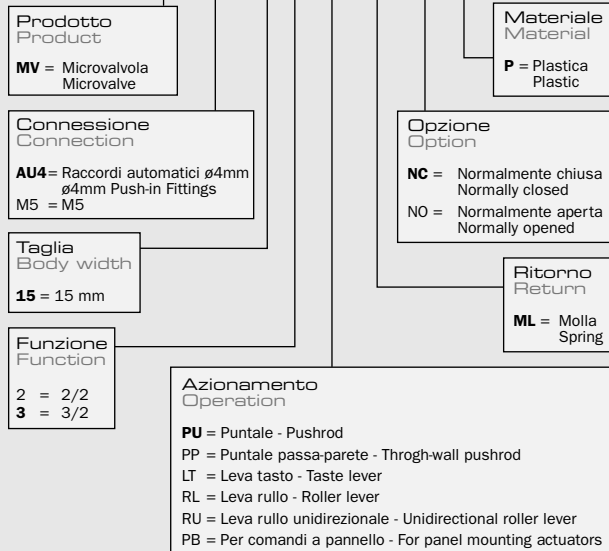 Prodotto
Product
MV = Microvalvola
Microvalve
Connessione
Connection
AU4= Raccordi automatici ø4mm
ø4mm Push-in Fittings
M5 = M5
Taglia
Body width
15 = 15 mm
Funzione
Function
2 = 2/2
3 = 3/2
Azionamento
Operation
PU = Puntale - Pushrod
PP = Puntale passa-parete - Throgh-wall pushrod
LT = Leva tasto - Taste lever
RL = Leva rullo - Roller lever
RU = Leva rullo unidirezionale - Unidirectional roller lever
PB = Per comandi a pannello - For panel mounting actuators
Materiale
Material
P = Plastica
Plastic
Opzione
Option
NC = Normalmente chiusa
Normally closed
NO = Normalmente aperta
Normally opened
Ritorno
Return
ML = Molla
Spring